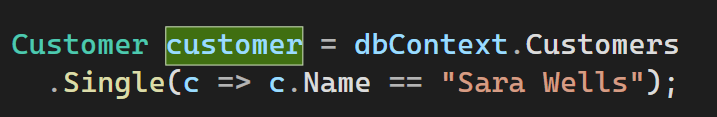 Customer customer = dbContext.Customers
.Single(c => c.Name == "Sara Wells");